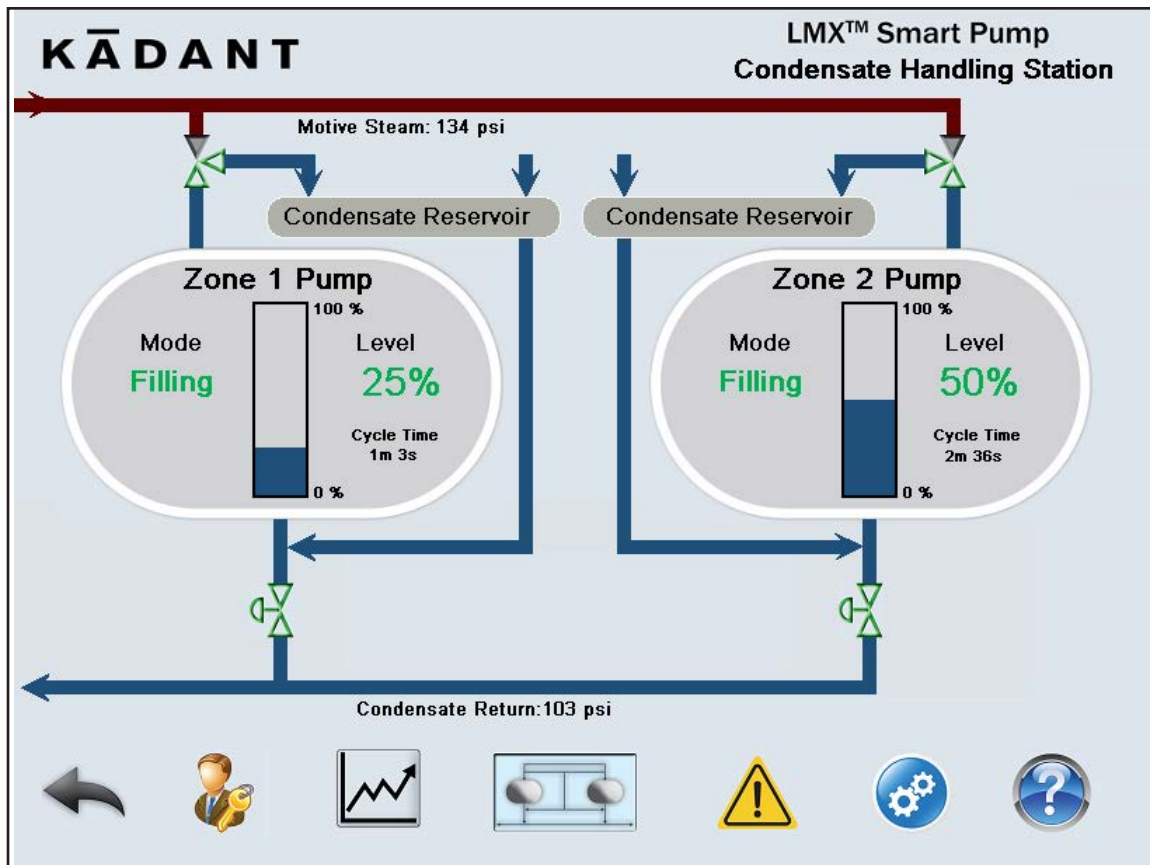 KĀDANT
LMX™ Smart Pump
Condensate Handling Station
Motive Steam: 134 psi
Condensate Reservoir
Condensate Reservoir
Zone 1 Pump
100 %
Mode
Level
Filling
25%
Cycle Time
1m 3s
0 %
Zone 2 Pump
100 %
Mode
Level
Filling
50%
Cycle Time
2m 36s
0 %
Condensate Return:103 psi
?